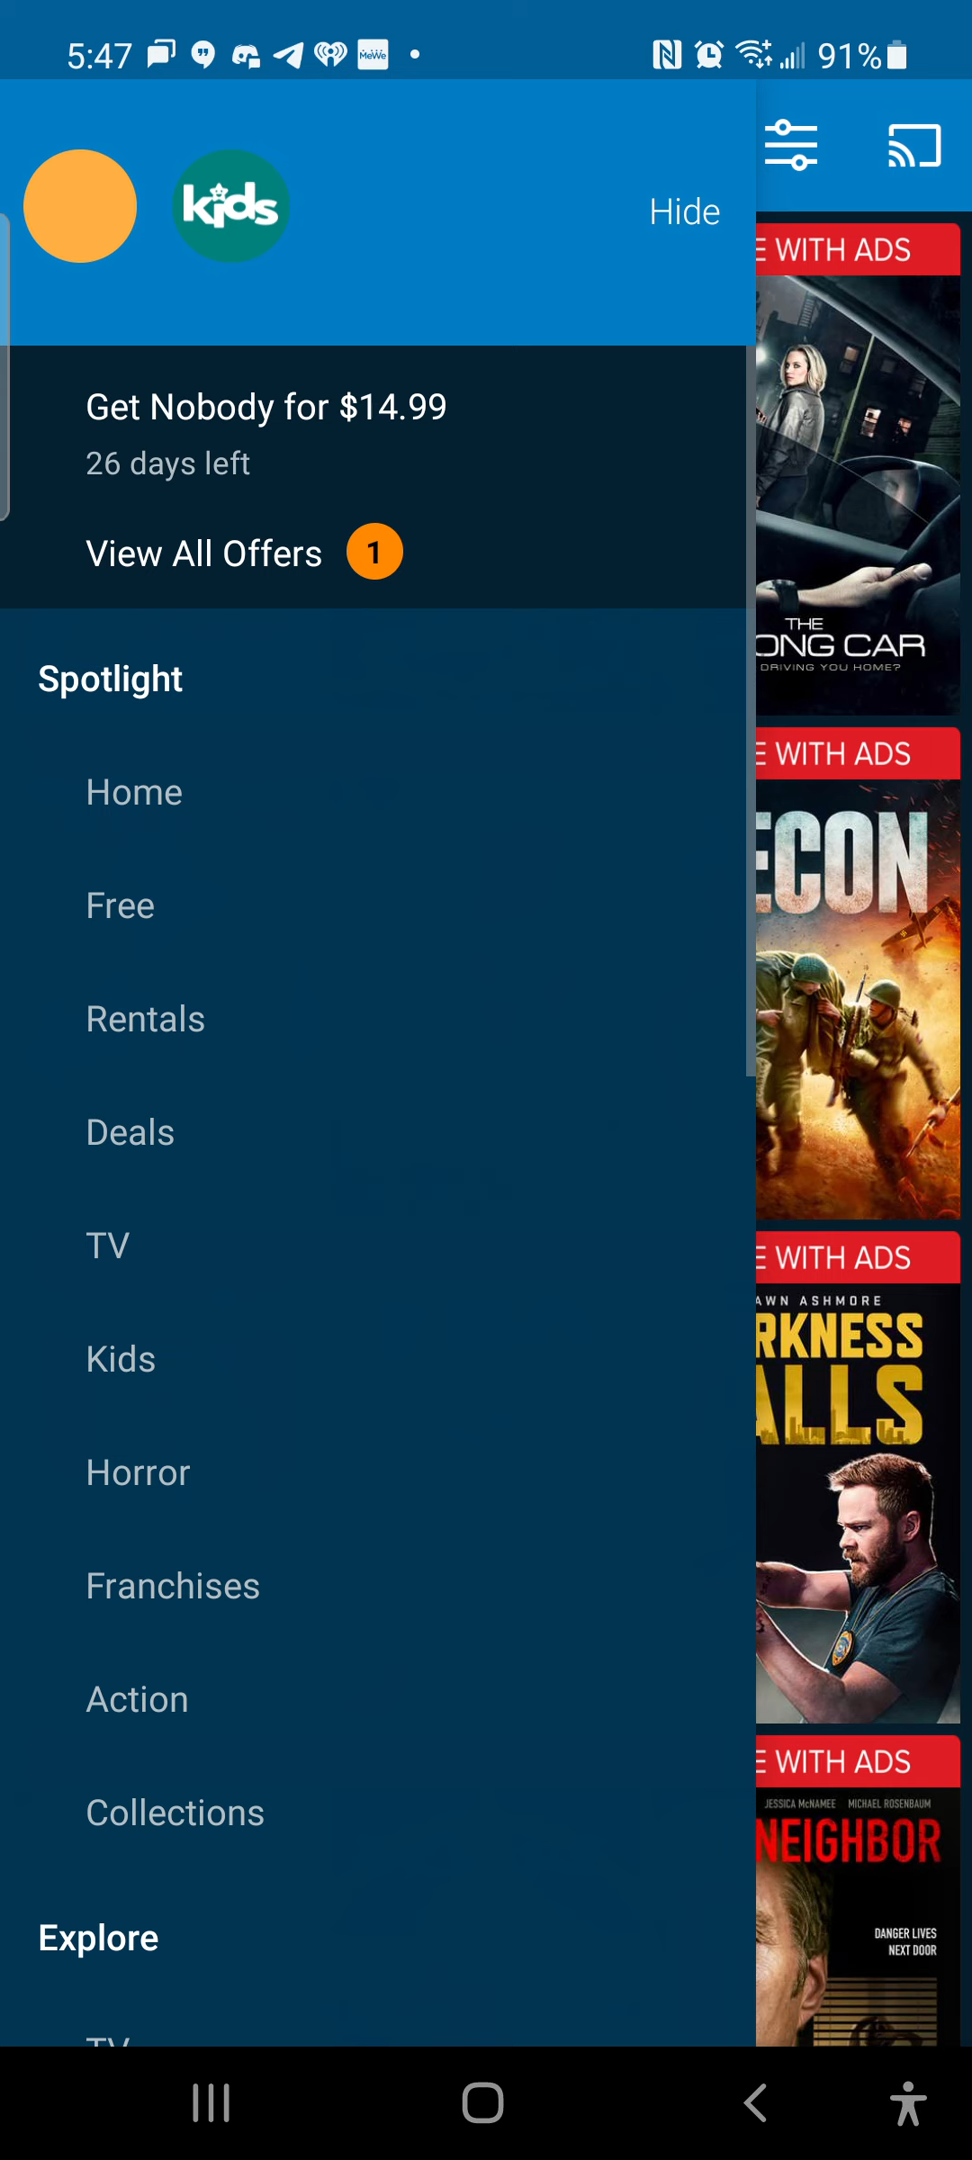 5:47
MeWe
91%
kids
Hide
Get Nobody for $14.99
26 days left
View All Offers 1
Spotlight
Home
Free
Rentals
Deals
TV
Kids
Horror
Franchises
Action
Collections
Explore
TV
E WITH ADS
THE
ONG CAR
DRIVING YOU HOME?
E WITH ADS
ECON
E WITH ADS
AWN ASHMORE
RKNESS
ALLS
E WITH ADS
JESSICA McNAMEE MICHAEL ROSENBAUM
NEIGHBOR
DANGER LIVES
NEXT DOOR